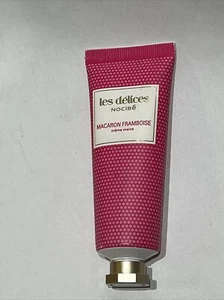 les délices
NOCIBÉ
MACARON FRAMBOISE
crème mains